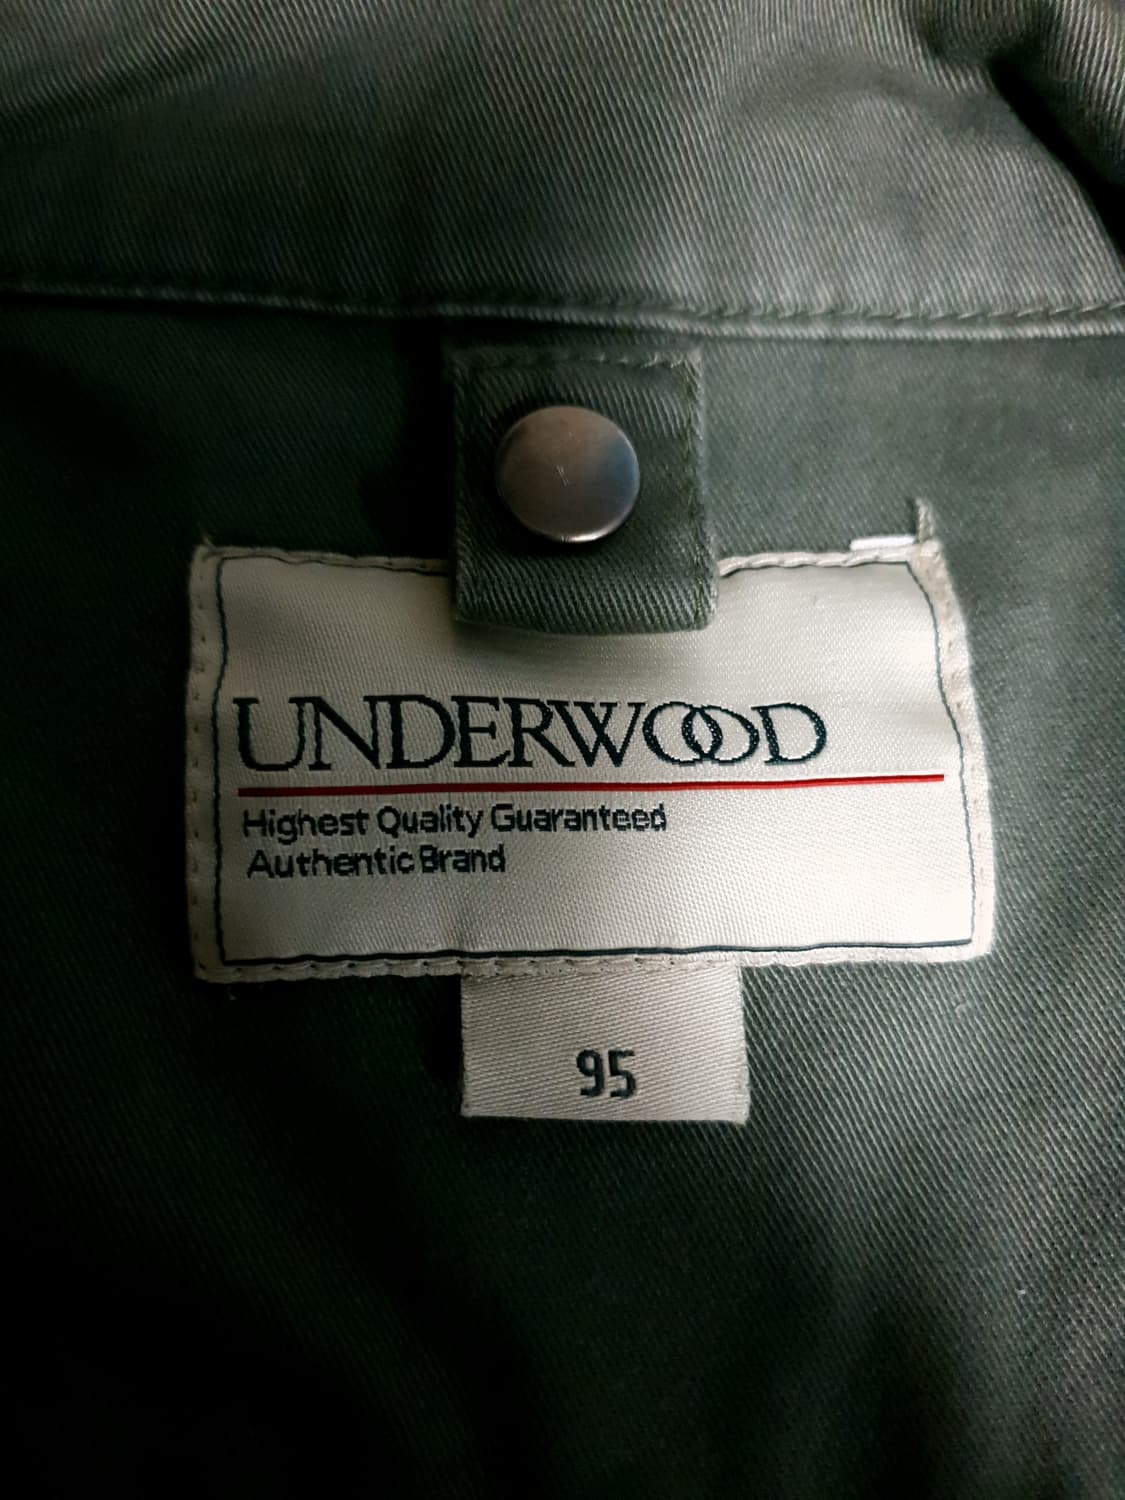 UNDERWOOD
Highest Quality Guaranteed
Authentic Brand
95